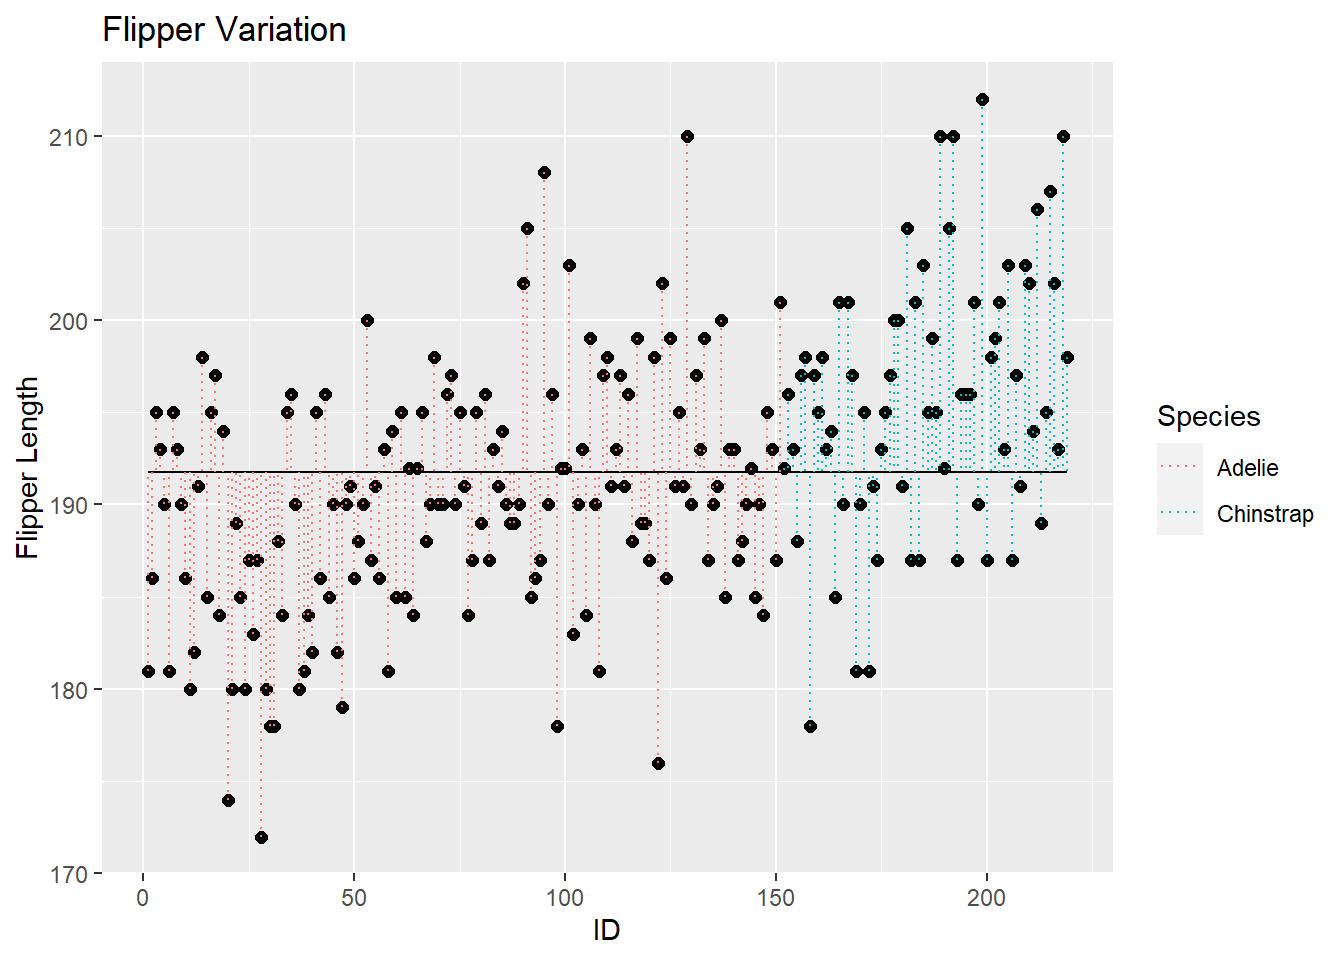 Flipper Variation
210
200
190
180
170
Flipper Length
0 50 100 150 200
ID
Species
Adelie
Chinstrap